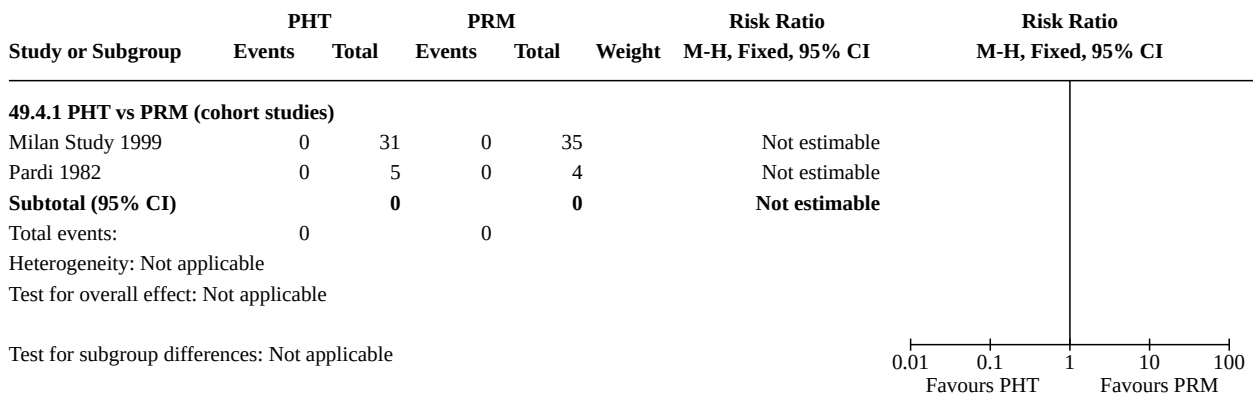 PHT PRM Risk Ratio Risk Ratio
Study or Subgroup Events Total Events Total Weight M-H, Fixed, 95% CI M-H, Fixed, 95% CI
49.4.1 PHT vs PRM (cohort studies)
Milan Study 1999 0 31 0 35 Not estimable
Pardi 1982 0 5 0 4 Not estimable
Subtotal (95% CI) 0 0 Not estimable
Total events: 0 0
Heterogeneity: Not applicable
Test for overall effect: Not applicable
Test for subgroup differences: Not applicable
0.01 0.1 1 10 100
Favours PHT Favours PRM